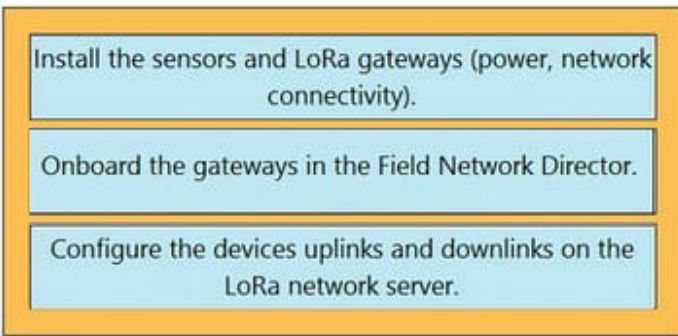 Install the sensors and LoRa gateways (power, network
connectivity).
Onboard the gateways in the Field Network Director.
Configure the devices uplinks and downlinks on the
LoRa network server.